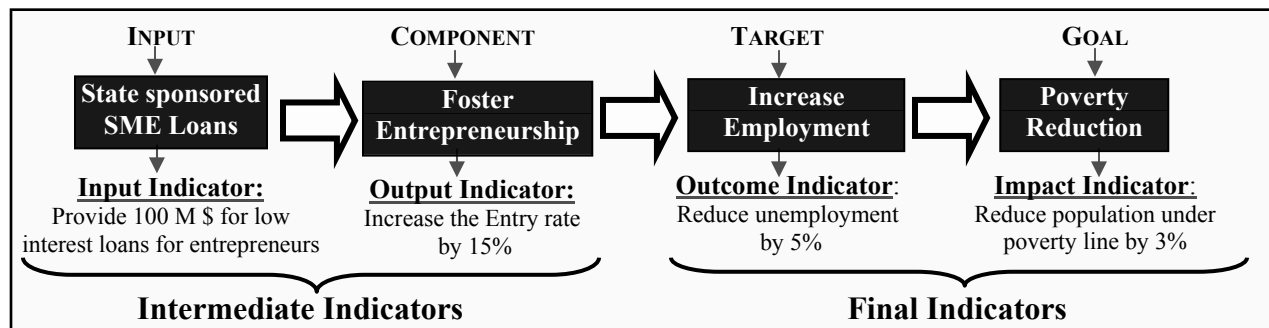 INPUT
State sponsored
SME Loans
Input Indicator:
Provide 100 M $ for low
interest loans for entrepreneurs
COMPONENT
Foster
Entrepreneurship
Output Indicator:
Increase the Entry rate
by 15%
TARGET
Increase
Employment
Outcome Indicator:
Reduce unemployment
by 5%
GOAL
Poverty
Reduction
Impact Indicator:
Reduce population under
poverty line by 3%
Intermediate Indicators
Final Indicators